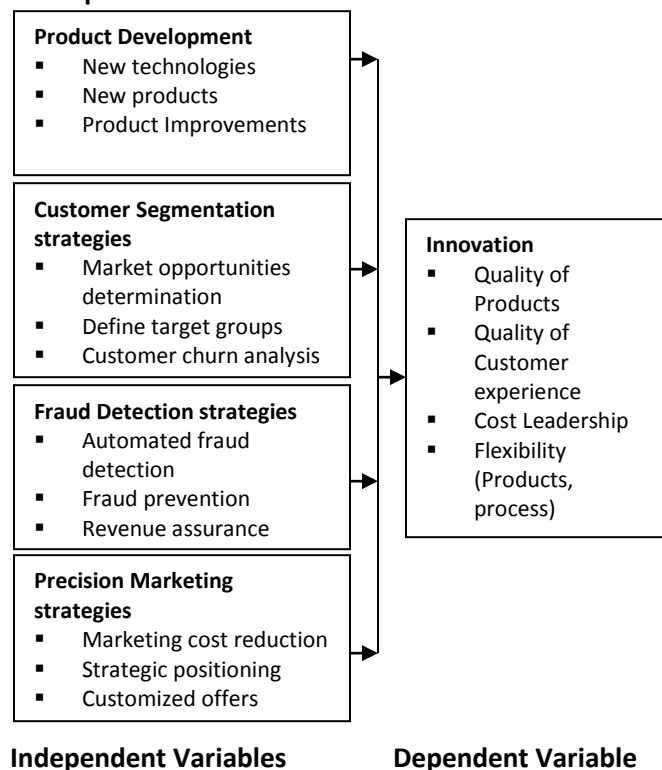 Product Development
▪ New technologies
▪ New products
▪ Product Improvements
Customer Segmentation
strategies
▪ Market opportunities
determination
▪ Define target groups
▪ Customer churn analysis
Fraud Detection strategies
▪ Automated fraud
detection
▪ Fraud prevention
▪ Revenue assurance
Precision Marketing
strategies
▪ Marketing cost reduction
▪ Strategic positioning
▪ Customized offers
Innovation
▪ Quality of
Products
▪ Quality of
Customer
experience
▪ Cost Leadership
▪ Flexibility
(Products,
process)
Independent Variables
Dependent Variable